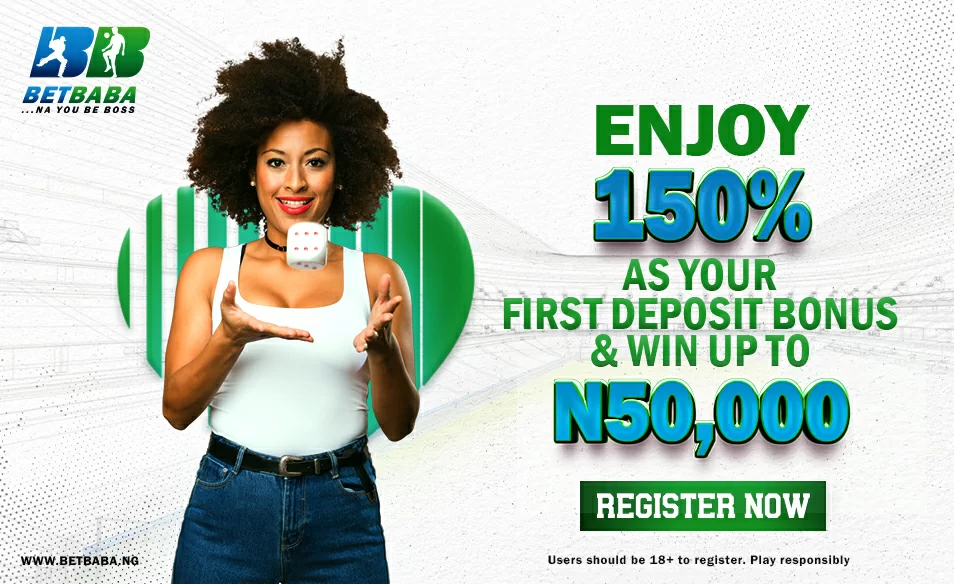 BB
BETBABA
...NA YOU BE BOSS
ENJOY
150%
AS YOUR
FIRST DEPOSIT BONUS
& WIN UP TO
N50,000
REGISTER NOW
WWW.BETBABA.NG
Users should be 18+ to register. Play responsibly